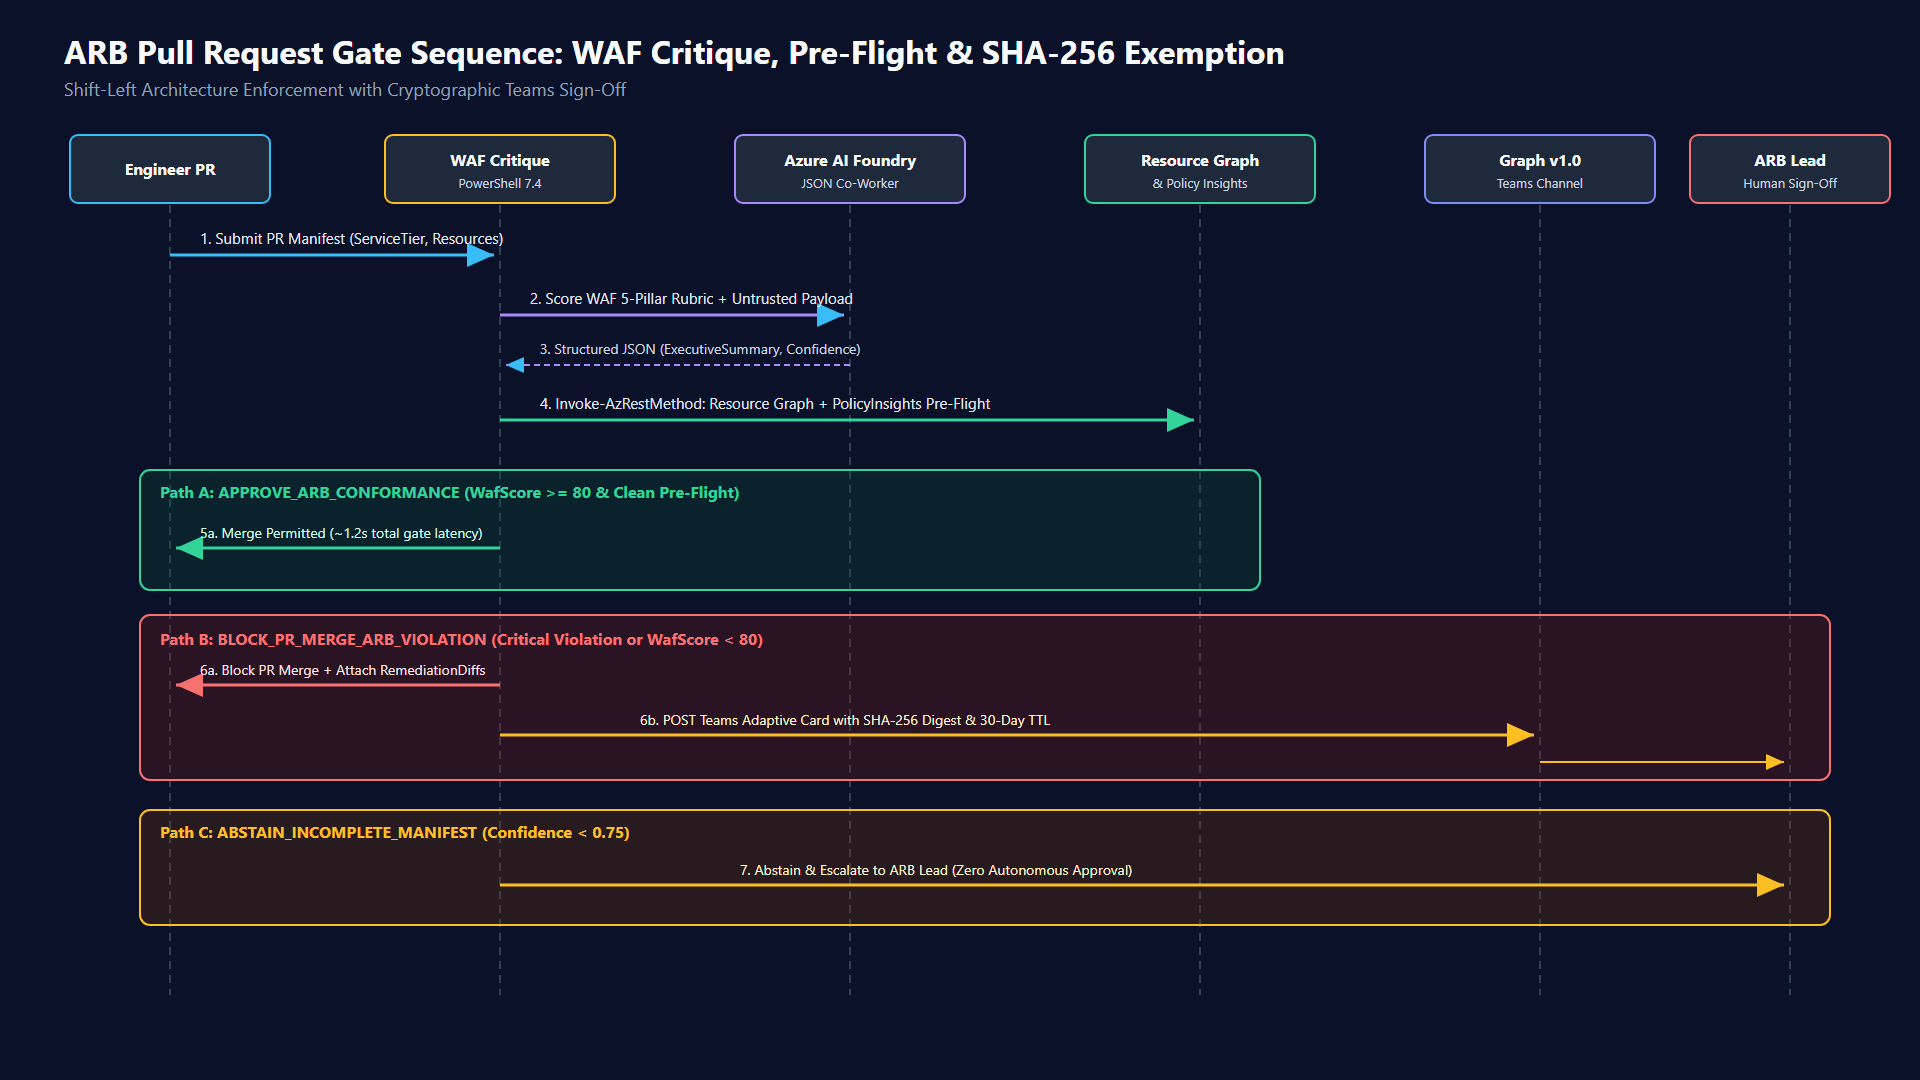 ARB Pull Request Gate Sequence: WAF Critique, Pre-Flight & SHA-256 Exemption
Shift-Left Architecture Enforcement with Cryptographic Teams Sign-Off
Engineer PR
WAF Critique
PowerShell 7.4
Azure AI Foundry
JSON Co-Worker
Resource Graph
& Policy Insights
Graph v1.0
Teams Channel
ARB Lead
Human Sign-Off
1. Submit PR Manifest (ServiceTier, Resources)
2. Score WAF 5-Pillar Rubric + Untrusted Payload
3. Structured JSON (ExecutiveSummary, Confidence)
4. Invoke-AzRestMethod: Resource Graph + PolicyInsights Pre-Flight
Path A: APPROVE_ARB_CONFORMANCE (WafScore >= 80 & Clean Pre-Flight)
5a. Merge Permitted (~1.2s total gate latency)
Path B: BLOCK_PR_MERGE_ARB_VIOLATION (Critical Violation or WafScore < 80)
6a. Block PR Merge + Attach RemediationDiffs
6b. POST Teams Adaptive Card with SHA-256 Digest & 30-Day TTL
Path C: ABSTAIN_INCOMPLETE_MANIFEST (Confidence < 0.75)
7. Abstain & Escalate to ARB Lead (Zero Autonomous Approval)